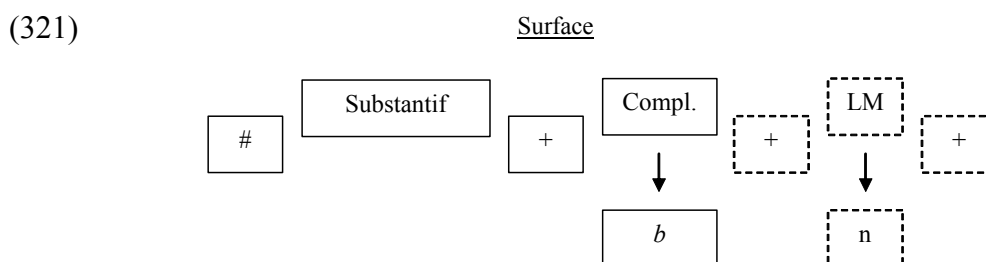 (321) Surface
Substantif Compl. LM
# + + +
b n